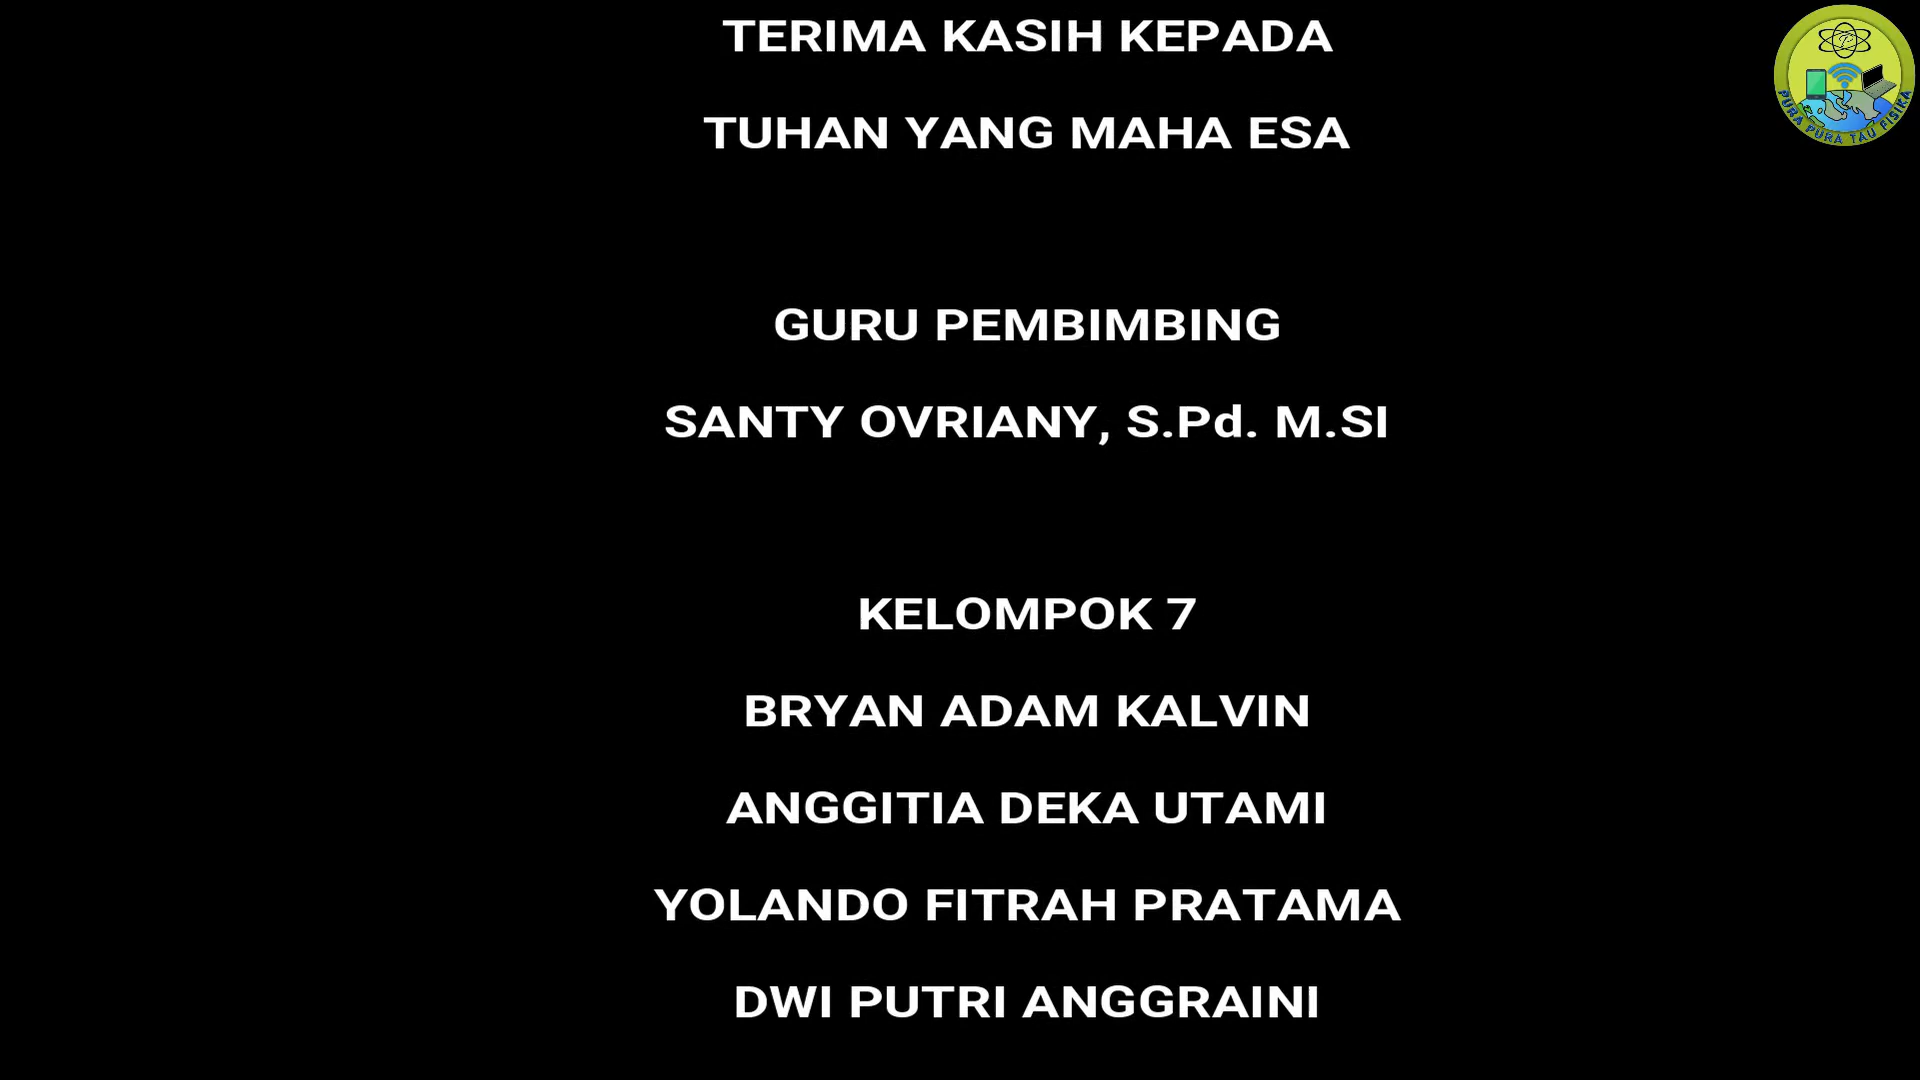 TERIMA KASIH KEPADA
TUHAN YANG MAHA ESA
GURU PEMBIMBING
SANTY OVRIANY, S.Pd. M.SI
KELOMPOK 7
BRYAN ADAM KALVIN
ANGGITIA DEKA UTAMI
YOLANDO FITRAH PRATAMA
DWI PUTRI ANGGRAINI
PURA PURA TAU FISIKA